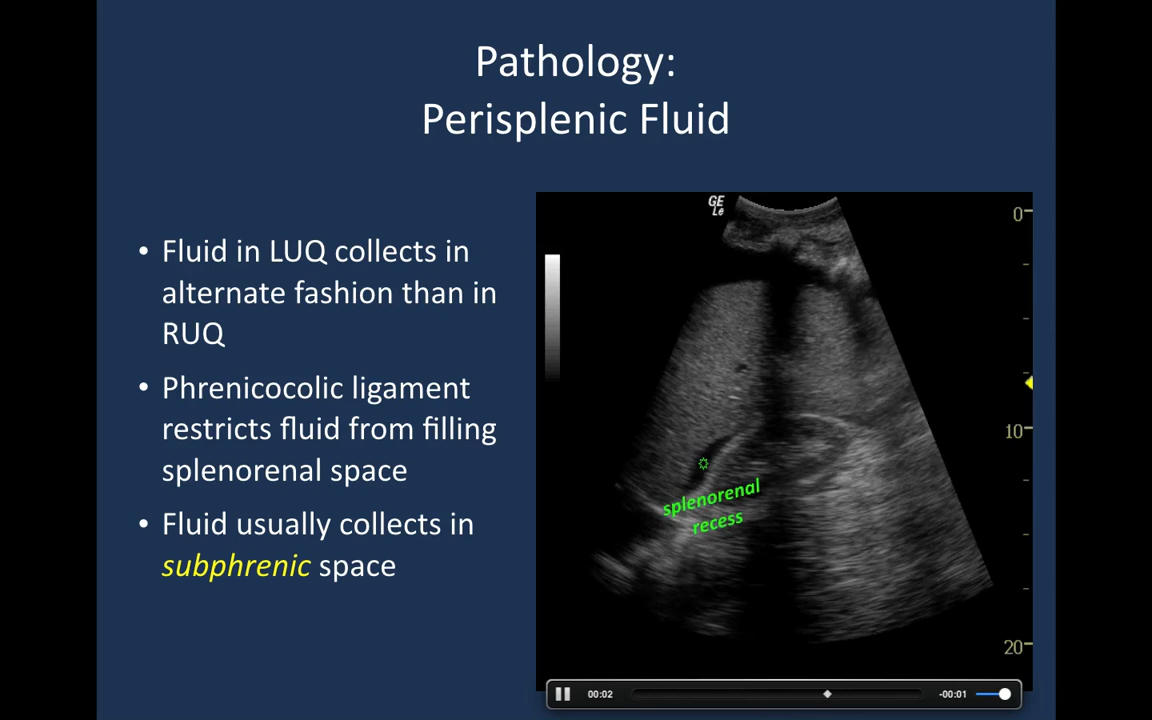 Pathology:
Perisplenic Fluid
• Fluid in LUQ collects in
alternate fashion than in
RUQ
• Phrenicocolic ligament
restricts fluid from filling
splenorenal space
• Fluid usually collects in
subphrenic space
GE
Le
0
10
20
splenorenal
recess
00:02
-00:01